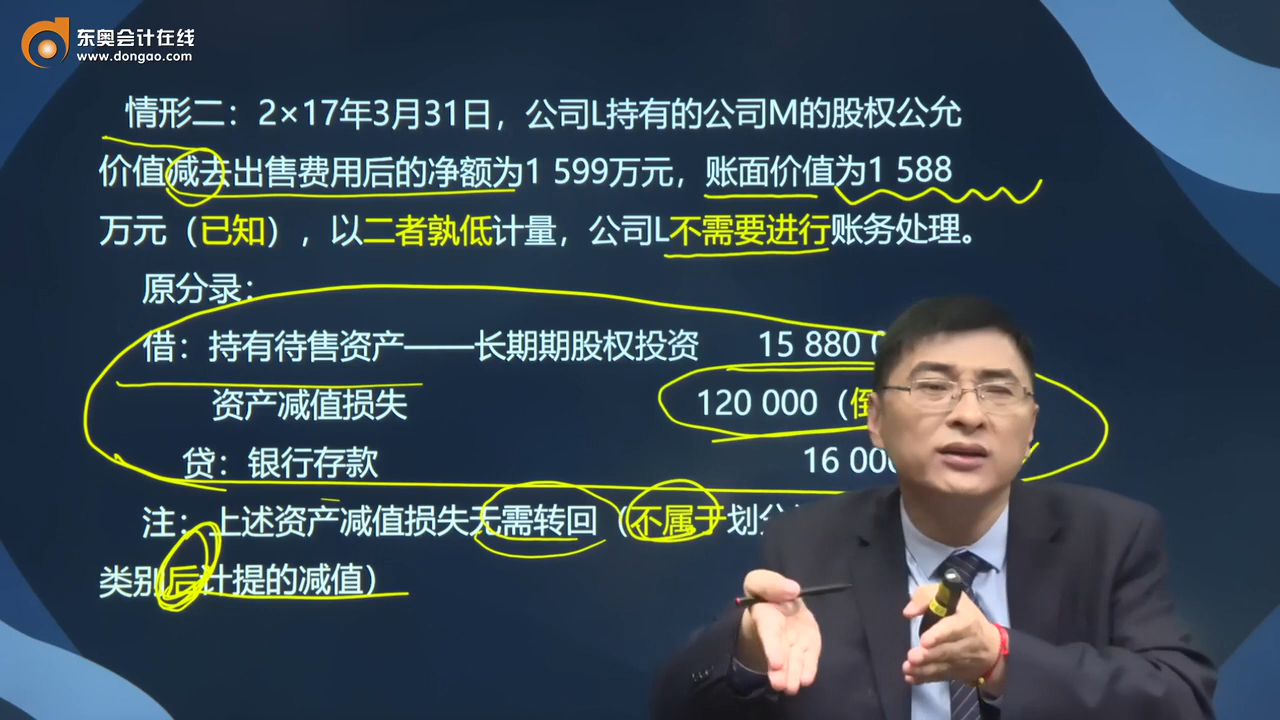 东奥会计在线
www.dongao.com
情形二：2×17年3月31日，公司L持有的公司M的股权公允
价值减去出售费用后的净额为1 599万元，账面价值为1 588
万元（已知），以二者孰低计量，公司L不需要进行账务处理。
原分录：
借：持有待售资产——长期期股权投资 15 880
资产减值损失 120 000（倒
贷：银行存款 16 00
注：上述资产减值损失无需转回（不属于划分
类别后计提的减值）